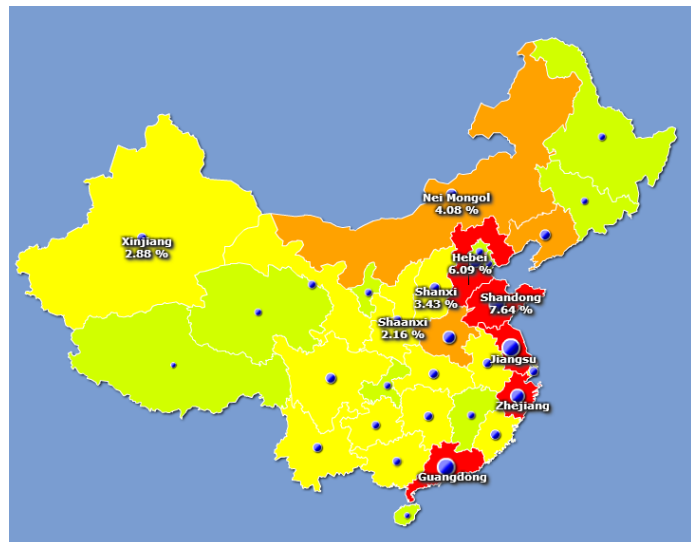 Nei Mongol
4.08 %
Xinjiang
2.88 %
Hebei
6.09 %
Shanxi
3.43 %
Shandong
7.64 %
Shaanxi
2.16 %
Jiangsu
Zhejiang
Guangdong